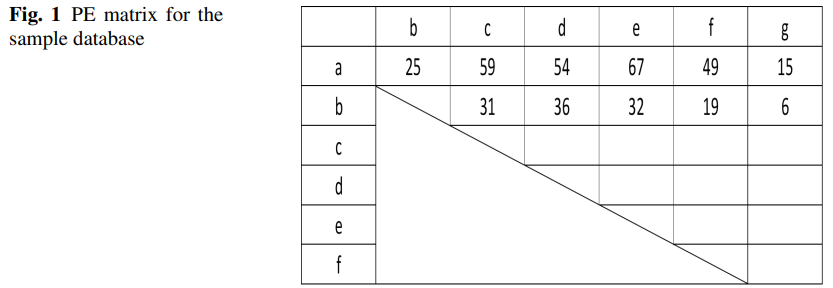 Fig. 1 PE matrix for the
sample database
b c d e f g
a 25 59 54 67 49 15
b 31 36 32 19 6
c
d
e
f